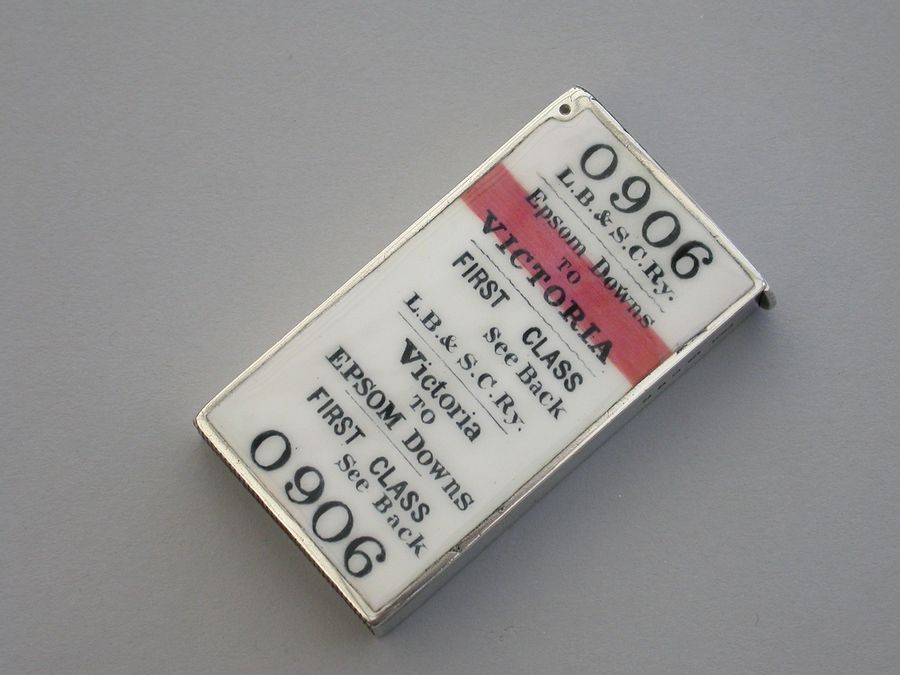 0906
L.B.& S.C.Ry.
Epsom Downs
TO
VICTORIA
FIRST CLASS
See Back
L.B.& S.C.Ry.
Victoria
TO
EPSOM Downs
FIRST CLASS
See Back
0906